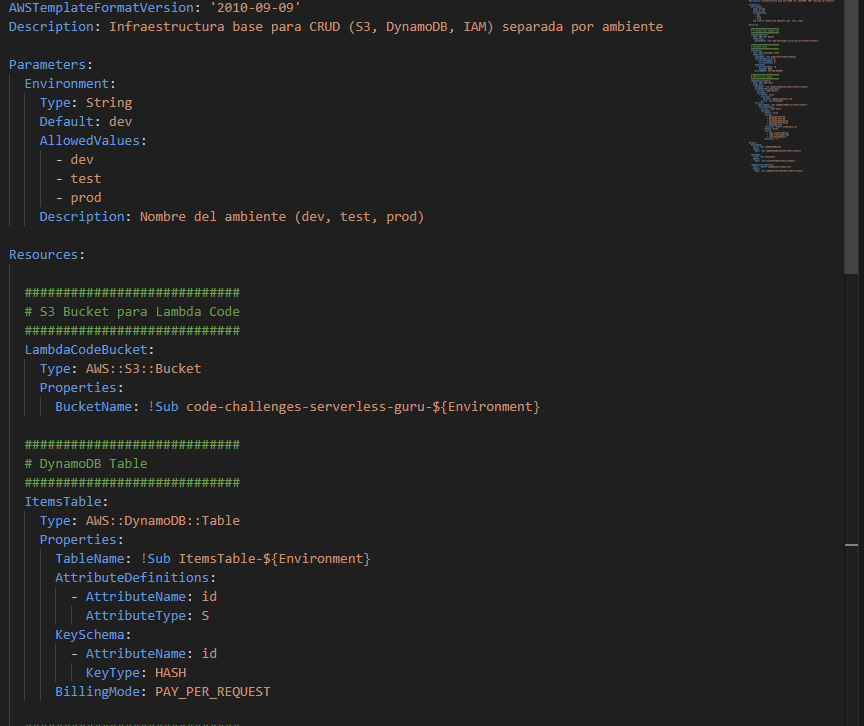 AWSTemplateFormatVersion: '2010-09-09'
Description: Infraestructura base para CRUD (S3, DynamoDB, IAM) separada por ambiente
Parameters:
Environment:
Type: String
Default: dev
AllowedValues:
- dev
- test
- prod
Description: Nombre del ambiente (dev, test, prod)
Resources:
############################
# S3 Bucket para Lambda Code
############################
LambdaCodeBucket:
Type: AWS::S3::Bucket
Properties:
BucketName: !Sub code-challenges-serverless-guru-${Environment}
############################
# DynamoDB Table
############################
ItemsTable:
Type: AWS::DynamoDB::Table
Properties:
TableName: !Sub ItemsTable-${Environment}
AttributeDefinitions:
- AttributeName: id
AttributeType: S
KeySchema:
- AttributeName: id
KeyType: HASH
BillingMode: PAY_PER_REQUEST